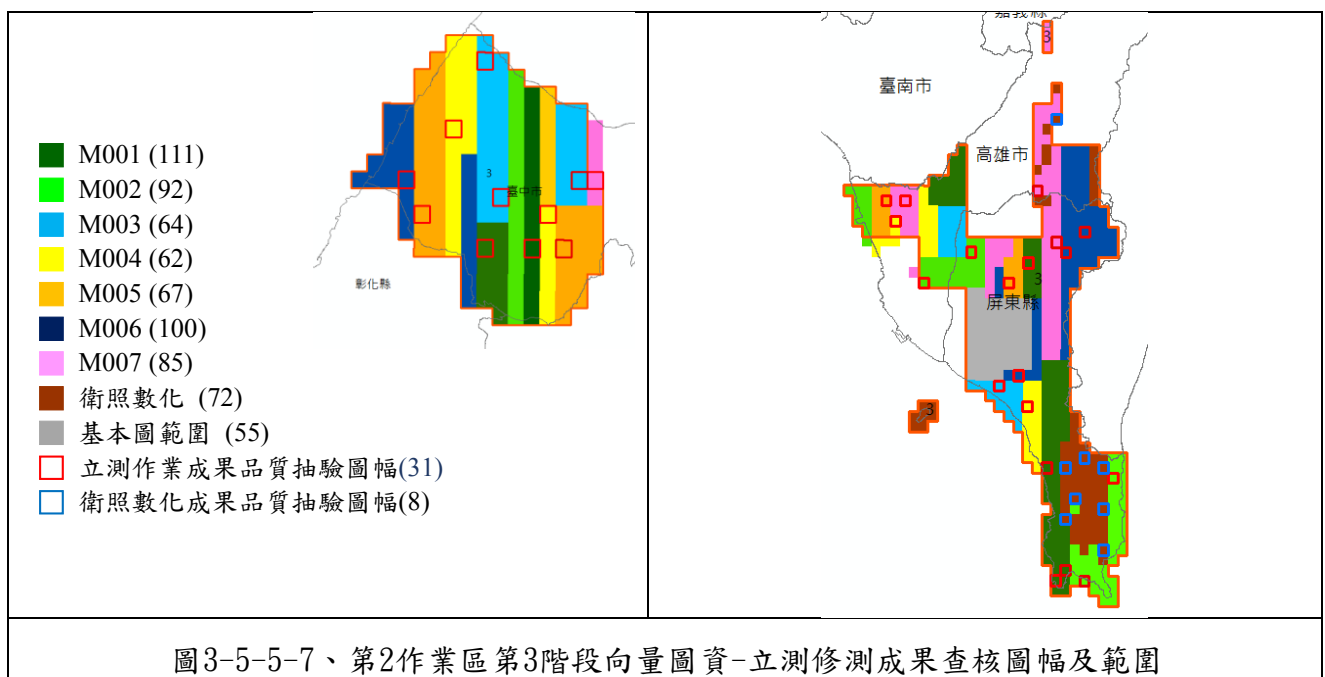 M001 (111)
M002 (92)
M003 (64)
M004 (62)
M005 (67)
M006 (100)
M007 (85)
衛照數化 (72)
基本圖範圍 (55)
立測作業成果品質抽驗圖幅(31)
衛照數化成果品質抽驗圖幅(8)
3
臺中市
彰化縣
嘉義縣
3
臺南市
高雄市
3
屏東縣
3
圖3-5-5-7、第2作業區第3階段向量圖資-立測修測成果查核圖幅及範圍